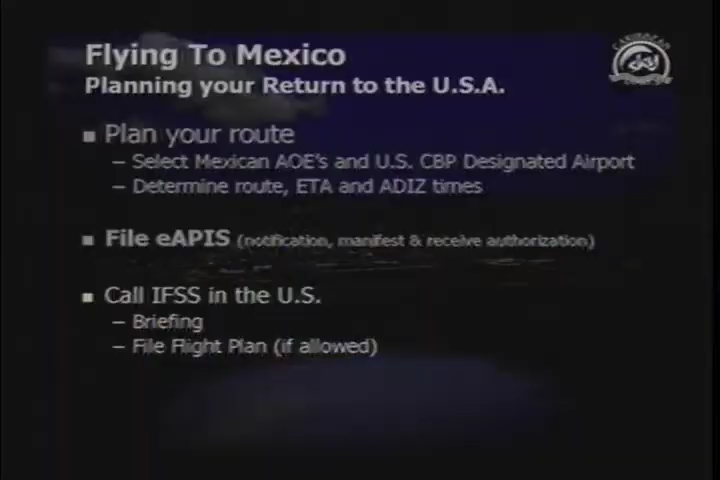 Flying To Mexico
Planning your Return to the U.S.A.
■ Plan your route
– Select Mexican AOE's and U.S. CBP Designated Airport
– Determine route, ETA and ADIZ times
■ File eAPIS (notification, manifest & receive authorization)
■ Call IFSS in the U.S.
– Briefing
– File Flight Plan (if allowed)
CARIBBEAN
sky